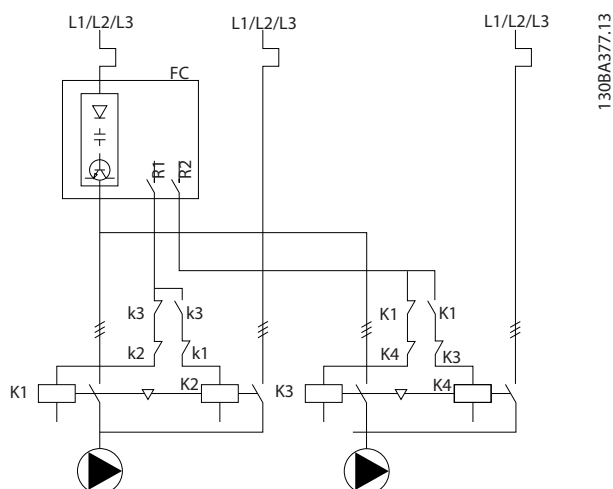 L1/L2/L3
L1/L2/L3
L1/L2/L3
130BA377.13
FC
R1
R2
k3
k3
K1
K1
k2
k1
K4
K3
K1
K2
K3
K4